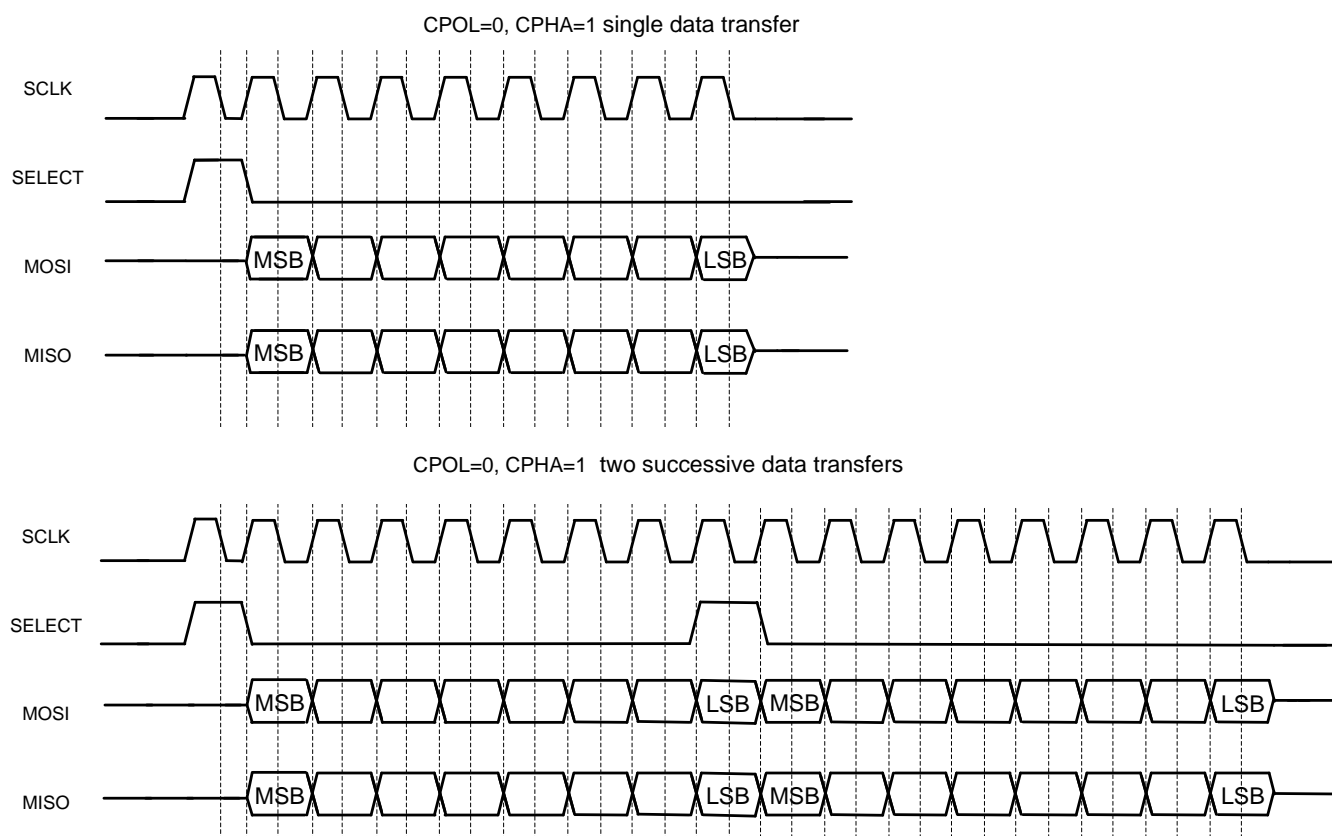 CPOL=0, CPHA=1 single data transfer
SCLK
SELECT
MOSI
MSB
LSB
MISO
MSB
LSB
CPOL=0, CPHA=1 two successive data transfers
SCLK
SELECT
MOSI
MSB
LSB
MSB
LSB
MISO
MSB
LSB
MSB
LSB